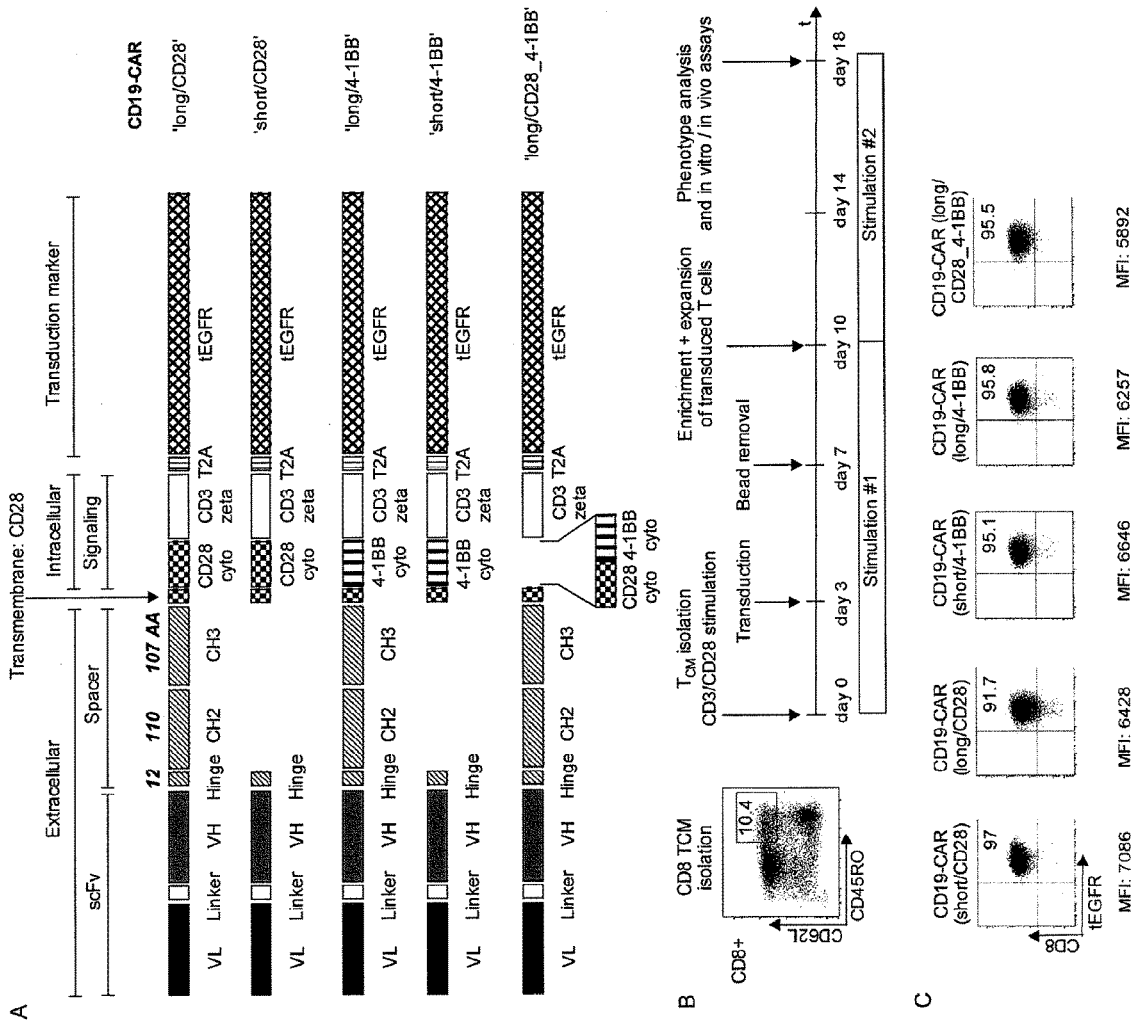 A
Transmembrane: CD28
Extracellular
Intracellular
Transduction marker
scFv
Spacer
Signaling
12
110
107 AA
CD19-CAR
VL Linker VH Hinge CH2 CH3 CD28 cyto CD3 zeta T2A tEGFR
'long/CD28'
VL Linker VH Hinge CD28 cyto CD3 zeta T2A tEGFR
'short/CD28'
VL Linker VH Hinge CH2 CH3 4-1BB cyto CD3 zeta T2A tEGFR
'long/4-1BB'
VL Linker VH Hinge 4-1BB cyto CD3 zeta T2A tEGFR
'short/4-1BB'
VL Linker VH Hinge CH2 CH3 CD3 zeta T2A tEGFR
'long/CD28_4-1BB'
CD28 4-1BB
cyto cyto
B
CD8 TCM
isolation
CD8+
10.4
CD62L
CD45RO
TCM isolation
CD3/CD28 stimulation
Transduction
Bead removal
Enrichment + expansion
of transduced T cells
Phenotype analysis
and in vitro / in vivo assays
day 0
day 3
day 7
day 10
day 14
day 18
t
Stimulation #1
Stimulation #2
C
CD19-CAR
(short/CD28)
97
CD8
tEGFR
MFI: 7086
CD19-CAR
(long/CD28)
91.7
MFI: 6428
CD19-CAR
(short/4-1BB)
95.1
MFI: 6646
CD19-CAR
(long/4-1BB)
95.8
MFI: 6257
CD19-CAR (long/
CD28_4-1BB)
95.5
MFI: 5892